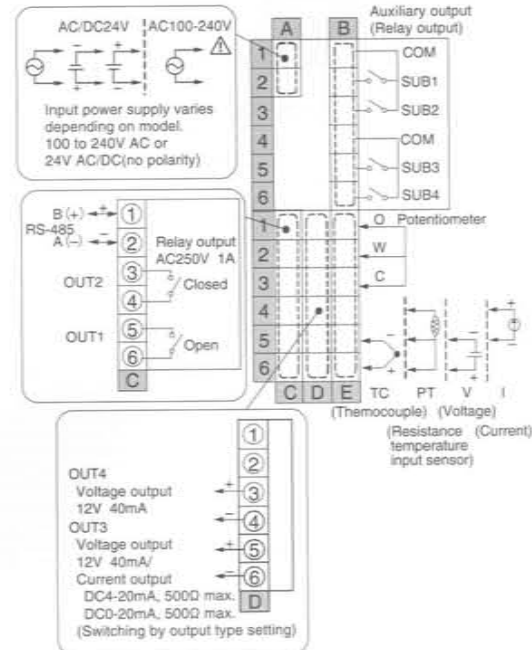 AC/DC24V AC100-240V
Input power supply varies
depending on model.
100 to 240V AC or
24V AC/DC(no polarity)
A B
1
2
3
4
5
6
Auxiliary output
(Relay output)
COM
SUB1
SUB2
COM
SUB3
SUB4
1
2
3
4
5
6
C D E
O Potentiometer
W
C
− − − +
+ + −
TC PT V I
(Themocouple) (Voltage)
(Resistance (Current)
temperature
input sensor)
B (+) + ①
RS-485
A (−) − ②
Relay output
AC250V 1A
OUT2
③
④
Closed
OUT1
⑤
⑥
Open
C
①
②
OUT4
Voltage output
12V 40mA
+ ③
− ④
OUT3
Voltage output
12V 40mA/
Current output
+ ⑤
− ⑥
DC4-20mA, 500Ω max.
DC0-20mA, 500Ω max.
(Switching by output type setting)
D